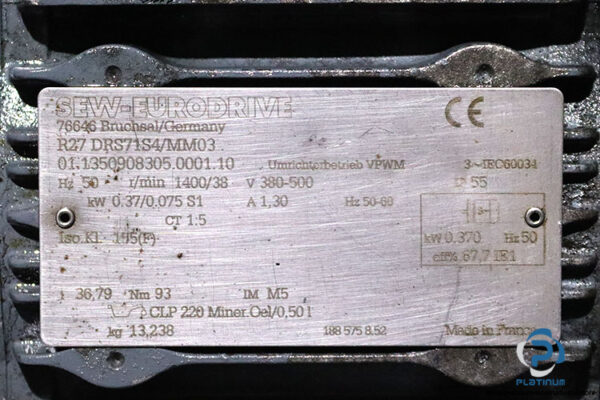 SEW-EURODRIVE
76646 Bruchsal/Germany
CE
R27 DRS71S4/MM03
01.1350908305.0001.10 Umrichterbetrieb VPWM 3~IEC60034
Hz 50 r/min 1400/38 V 380-500 IP 55
kW 0.37/0.075 S1 A 1,30 Hz 50-60
CT 1:5
3~
Iso.Kl. 155(F) kW 0.370 Hz 50
eff% 67,7 IE1
i 36,79 Nm 93 IM M5
CLP 220 Miner.Oel/0,50 l
kg 13,238 188 575 8.52 Made in France
PLATINUM